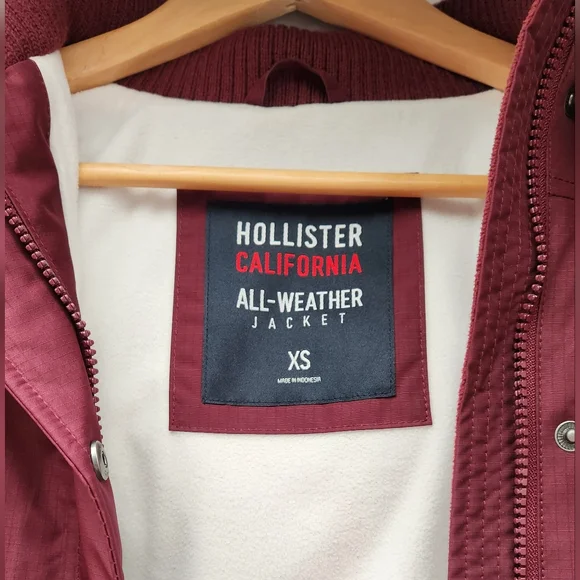 HOLLISTER
CALIFORNIA
ALL-WEATHER
JACKET
XS
MADE IN INDONESIA